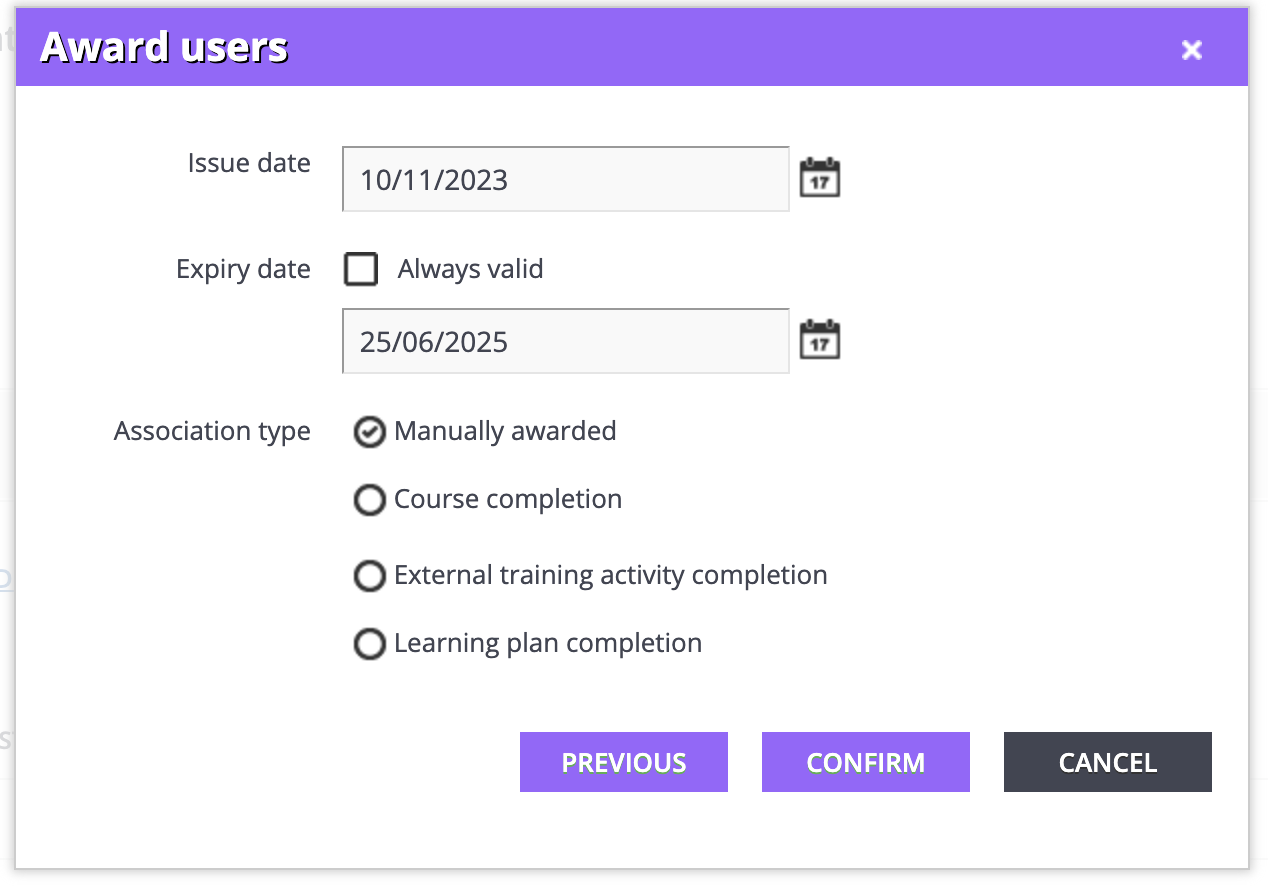 Award users
Issue date
10/11/2023
17
Expiry date
Always valid
25/06/2025
17
Association type
Manually awarded
Course completion
External training activity completion
Learning plan completion
PREVIOUS
CONFIRM
CANCEL